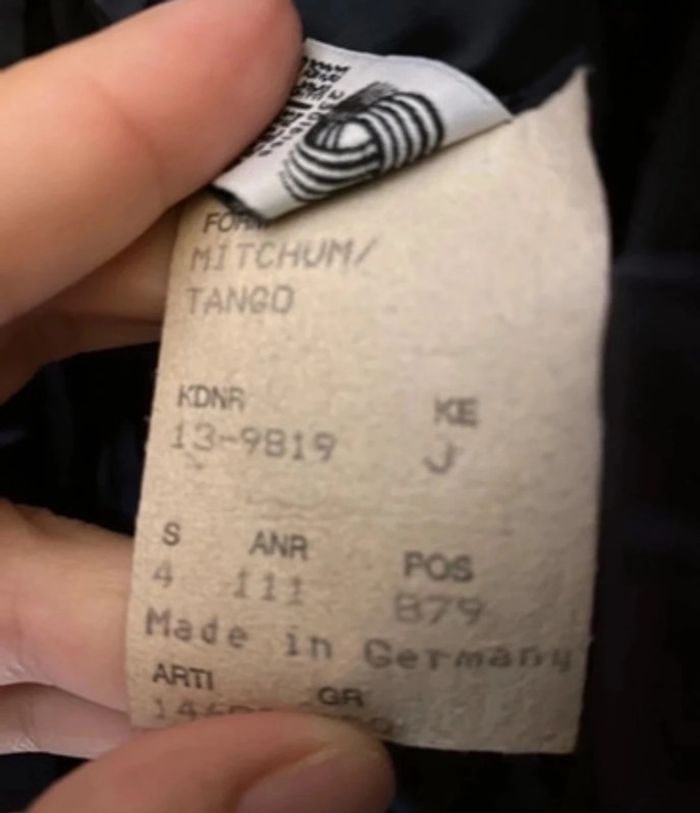 FORM
MITCHUM/
TANGO
KDNR KE
13-9819 J
S ANR POS
4 111 879
Made in Germany
ARTI GR